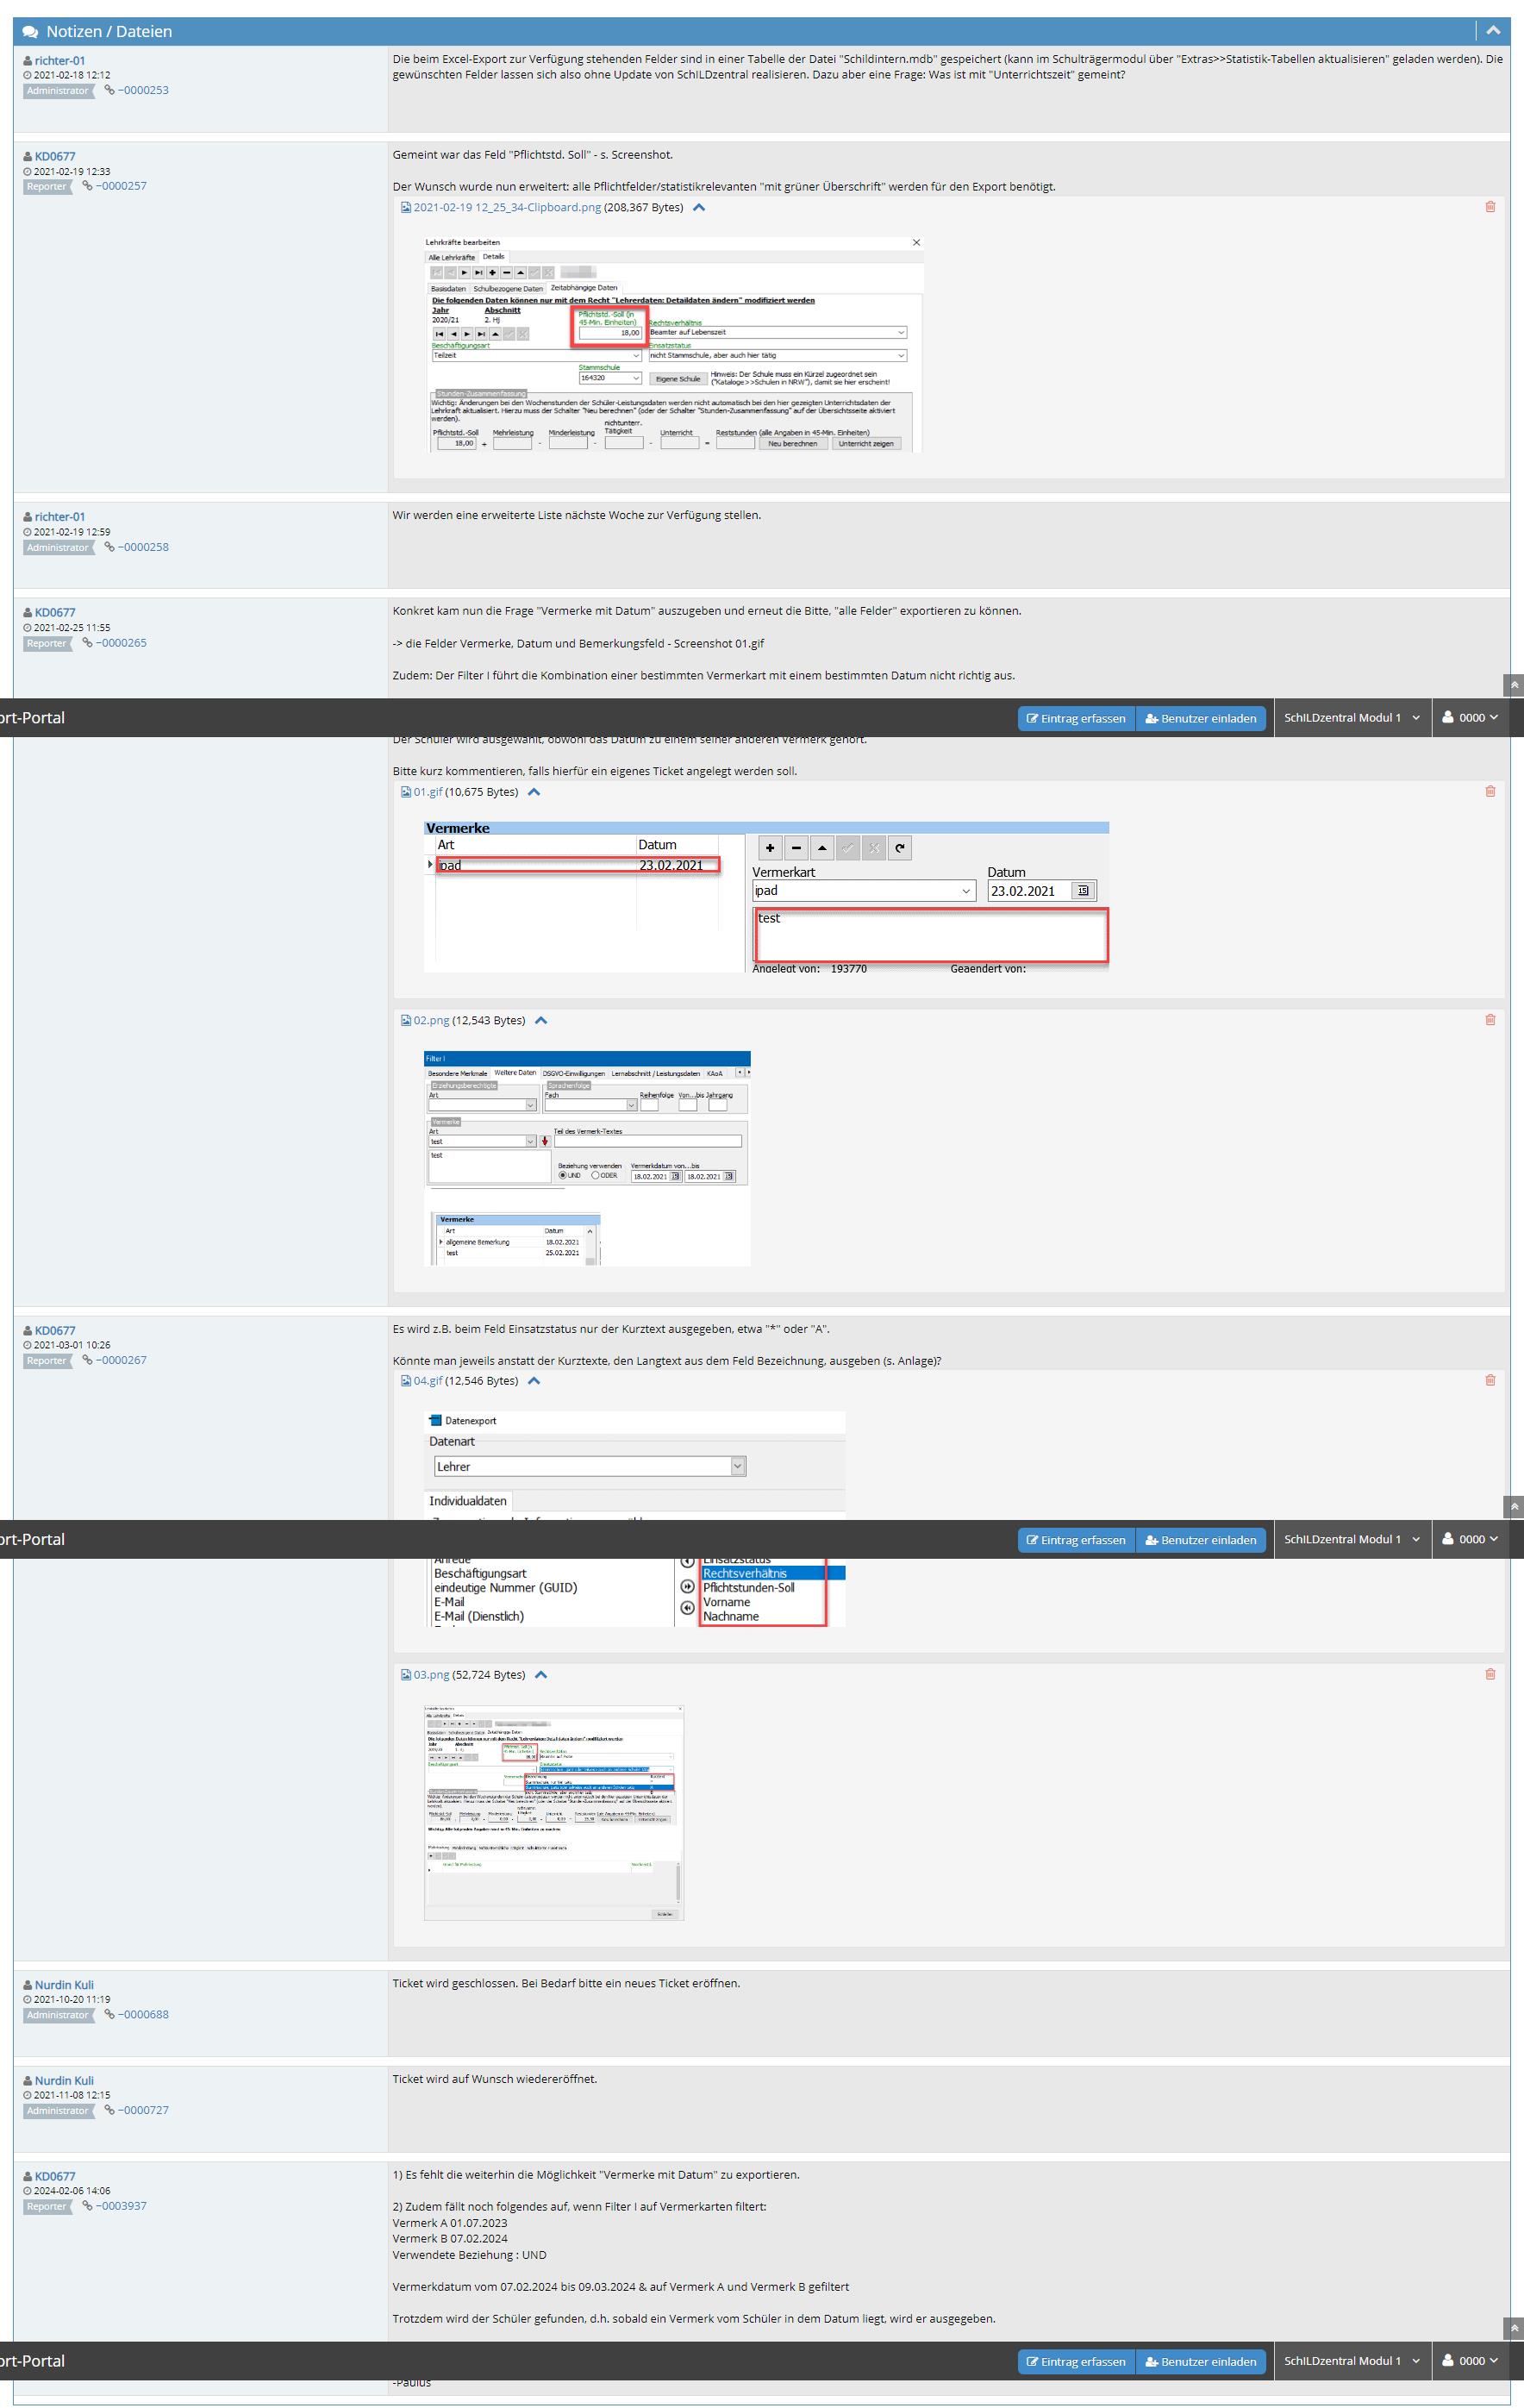 Notizen / Dateien
richter-01
2021-02-18 12:12
Administrator ~0000253
Die beim Excel-Export zur Verfügung stehenden Felder sind in einer Tabelle der Datei "Schildintern.mdb" gespeichert (kann im Schulträgermodul über "Extras>>Statistik-Tabellen aktualisieren" geladen werden). Die
gewünschten Felder lassen sich also ohne Update von SchILDzentral realisieren. Dazu aber eine Frage: Was ist mit "Unterrichtszeit" gemeint?
KD0677
2021-02-19 12:33
Reporter ~0000257
Gemeint war das Feld "Pflichtstd. Soll" - s. Screenshot.
Der Wunsch wurde nun erweitert: alle Pflichtfelder/statistikrelevanten "mit grüner Überschrift" werden für den Export benötigt.
2021-02-19 12_25_34-Clipboard.png (208,367 Bytes)
Lehrkräfte bearbeiten
Alle Lehrkräfte Details
Basisdaten Schulbezogene Daten Zeitabhängige Daten
Die folgenden Daten können nur mit dem Recht "Lehrerdaten: Detaildaten ändern" modifiziert werden
Jahr Abschnitt
2020/21 2. Hj
Pflichtstd.-Soll (in
45-Min. Einheiten)
18,00
Rechtsverhältnis
Beamter auf Lebenszeit
Beschäftigungsart
Teilzeit
Einsatzstatus
nicht Stammschule, aber auch hier tätig
Stammschule
164320
Eigene Schule
Hinweis: Der Schule muss ein Kürzel zugeordnet sein
("Kataloge>>Schulen in NRW"), damit sie hier erscheint!
Stunden-Zusammenfassung
Wichtig: Änderungen bei den Wochenstunden der Schüler-Leistungsdaten werden nicht automatisch bei den hier gezeigten Unterrichtsdaten der
Lehrkraft aktualisiert. Hierzu muss der Schalter "Neu berechnen" (oder der Schalter "Stunden-Zusammenfassung" auf der Übersichtsseite aktiviert
werden).
Pflichtstd.-Soll Mehrleistung Minderleistung nichtunterr. Tätigkeit Unterricht Reststunden (alle Angaben in 45-Min. Einheiten)
18,00 + - - - = Neu berechnen Unterricht zeigen
richter-01
2021-02-19 12:59
Administrator ~0000258
Wir werden eine erweiterte Liste nächste Woche zur Verfügung stellen.
KD0677
2021-02-25 11:55
Reporter ~0000265
Konkret kam nun die Frage "Vermerke mit Datum" auszugeben und erneut die Bitte, "alle Felder" exportieren zu können.
-> die Felder Vermerke, Datum und Bemerkungsfeld - Screenshot 01.gif
Zudem: Der Filter I führt die Kombination einer bestimmten Vermerkart mit einem bestimmten Datum nicht richtig aus.
ort-Portal Eintrag erfassen Benutzer einladen SchILDzentral Modul 1 0000
Der Schüler wird ausgewählt, obwohl das Datum zu einem seiner anderen Vermerk gehört.
Bitte kurz kommentieren, falls hierfür ein eigenes Ticket angelegt werden soll.
01.gif (10,675 Bytes)
Vermerke
Art Datum
ipad 23.02.2021
Vermerkart Datum
ipad 23.02.2021
test
Angelegt von: 193770 Geaendert von:
02.png (12,543 Bytes)
Filter I
Besondere Merkmale Weitere Daten DSGVO-Einwilligungen Lernabschnitt / Leistungsdaten KAoA
Erziehungsberechtigte
Art
Sprachenfolge
Fach Reihenfolge Von...bis Jahrgang
Vermerke
Art Teil des Vermerk-Textes
test
test
Beziehung verwenden Vermerkdatum von...bis
UND ODER 18.02.2021 18.02.2021
Vermerke
Art Datum
allgemeine Bemerkung 18.02.2021
test 25.02.2021
KD0677
2021-03-01 10:26
Reporter ~0000267
Es wird z.B. beim Feld Einsatzstatus nur der Kurztext ausgegeben, etwa "*" oder "A".
Könnte man jeweils anstatt der Kurztexte, den Langtext aus dem Feld Bezeichnung, ausgeben (s. Anlage)?
04.gif (12,546 Bytes)
Datenexport
Datenart
Lehrer
Individualdaten
ort-Portal Eintrag erfassen Benutzer einladen SchILDzentral Modul 1 0000
Anrede Einsatzstatus
Beschäftigungsart Rechtsverhältnis
eindeutige Nummer (GUID) Pflichtstunden-Soll
E-Mail Vorname
E-Mail (Dienstlich) Nachname
03.png (52,724 Bytes)
Nurdin Kuli
2021-10-20 11:19
Administrator ~0000688
Ticket wird geschlossen. Bei Bedarf bitte ein neues Ticket eröffnen.
Nurdin Kuli
2021-11-08 12:15
Administrator ~0000727
Ticket wird auf Wunsch wiedereröffnet.
KD0677
2024-02-06 14:06
Reporter ~0003937
1) Es fehlt die weiterhin die Möglichkeit "Vermerke mit Datum" zu exportieren.
2) Zudem fällt noch folgendes auf, wenn Filter I auf Vermerkarten filtert:
Vermerk A 01.07.2023
Vermerk B 07.02.2024
Verwendete Beziehung : UND
Vermerkdatum vom 07.02.2024 bis 09.03.2024 & auf Vermerk A und Vermerk B gefiltert
Trotzdem wird der Schüler gefunden, d.h. sobald ein Vermerk vom Schüler in dem Datum liegt, wird er ausgegeben.
ort-Portal Eintrag erfassen Benutzer einladen SchILDzentral Modul 1 0000
-Paulus